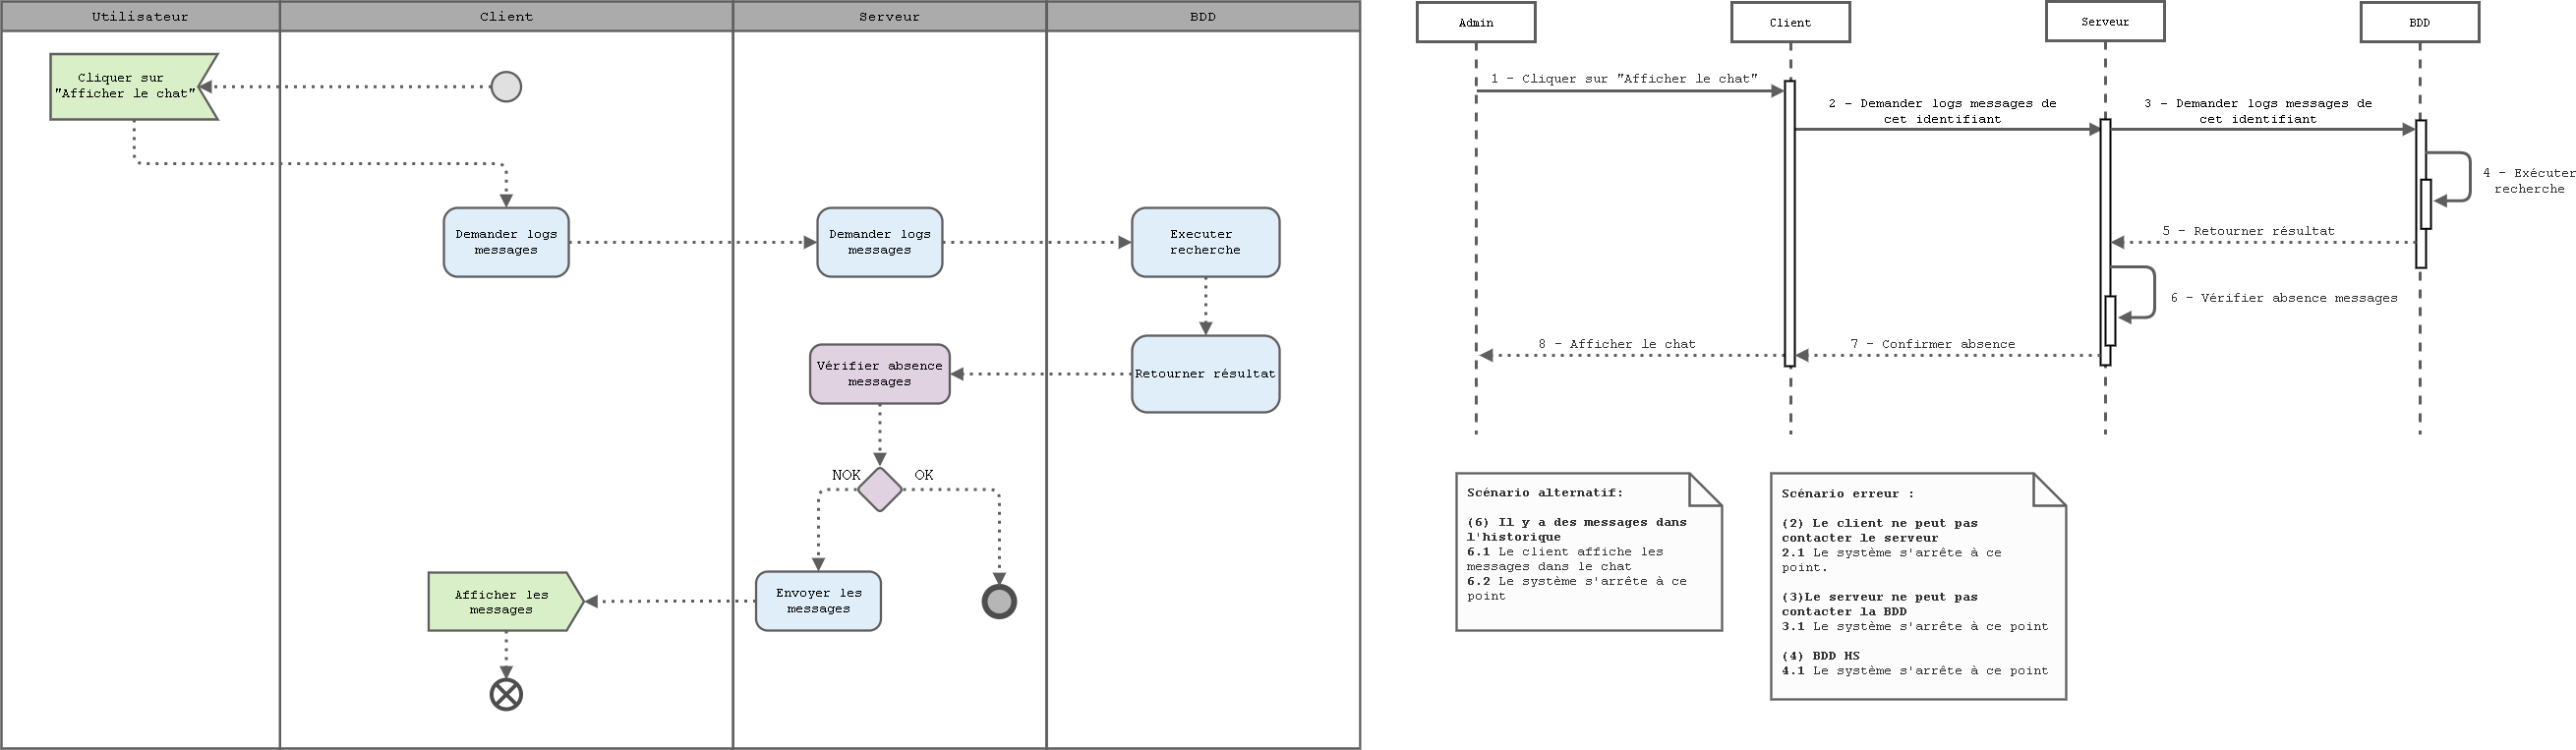 Utilisateur
Client
Serveur
BDD
Cliquer sur
"Afficher le chat"
Demander logs
messages
Demander logs
messages
Executer
recherche
Vérifier absence
messages
Retourner résultat
NOK
OK
Afficher les
messages
Envoyer les
messages
Admin
Client
Serveur
BDD
1 - Cliquer sur "Afficher le chat"
2 - Demander logs messages de
cet identifiant
3 - Demander logs messages de
cet identifiant
4 - Exécuter
recherche
5 - Retourner résultat
6 - Vérifier absence messages
7 - Confirmer absence
8 - Afficher le chat
Scénario alternatif:
(6) Il y a des messages dans
l'historique
6.1 Le client affiche les
messages dans le chat
6.2 Le système s'arrête à ce
point
Scénario erreur :
(2) Le client ne peut pas
contacter le serveur
2.1 Le système s'arrête à ce
point.
(3)Le serveur ne peut pas
contacter la BDD
3.1 Le système s'arrête à ce point
(4) BDD HS
4.1 Le système s'arrête à ce point